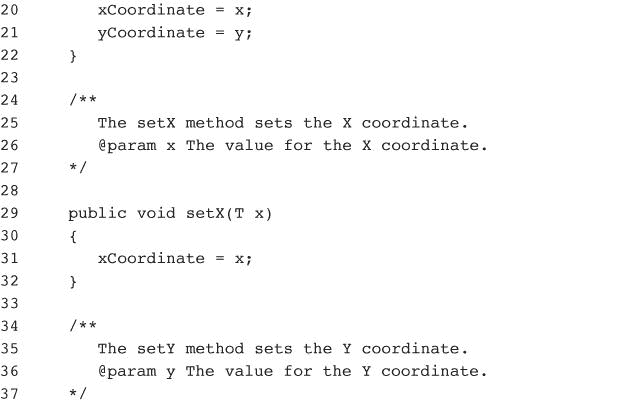 20 xCoordinate = x;
21 yCoordinate = y;
22 }
23
24 /**
25 The setX method sets the X coordinate.
26 @param x The value for the X coordinate.
27 */
28
29 public void setX(T x)
30 {
31 xCoordinate = x;
32 }
33
34 /**
35 The setY method sets the Y coordinate.
36 @param y The value for the Y coordinate.
37 */